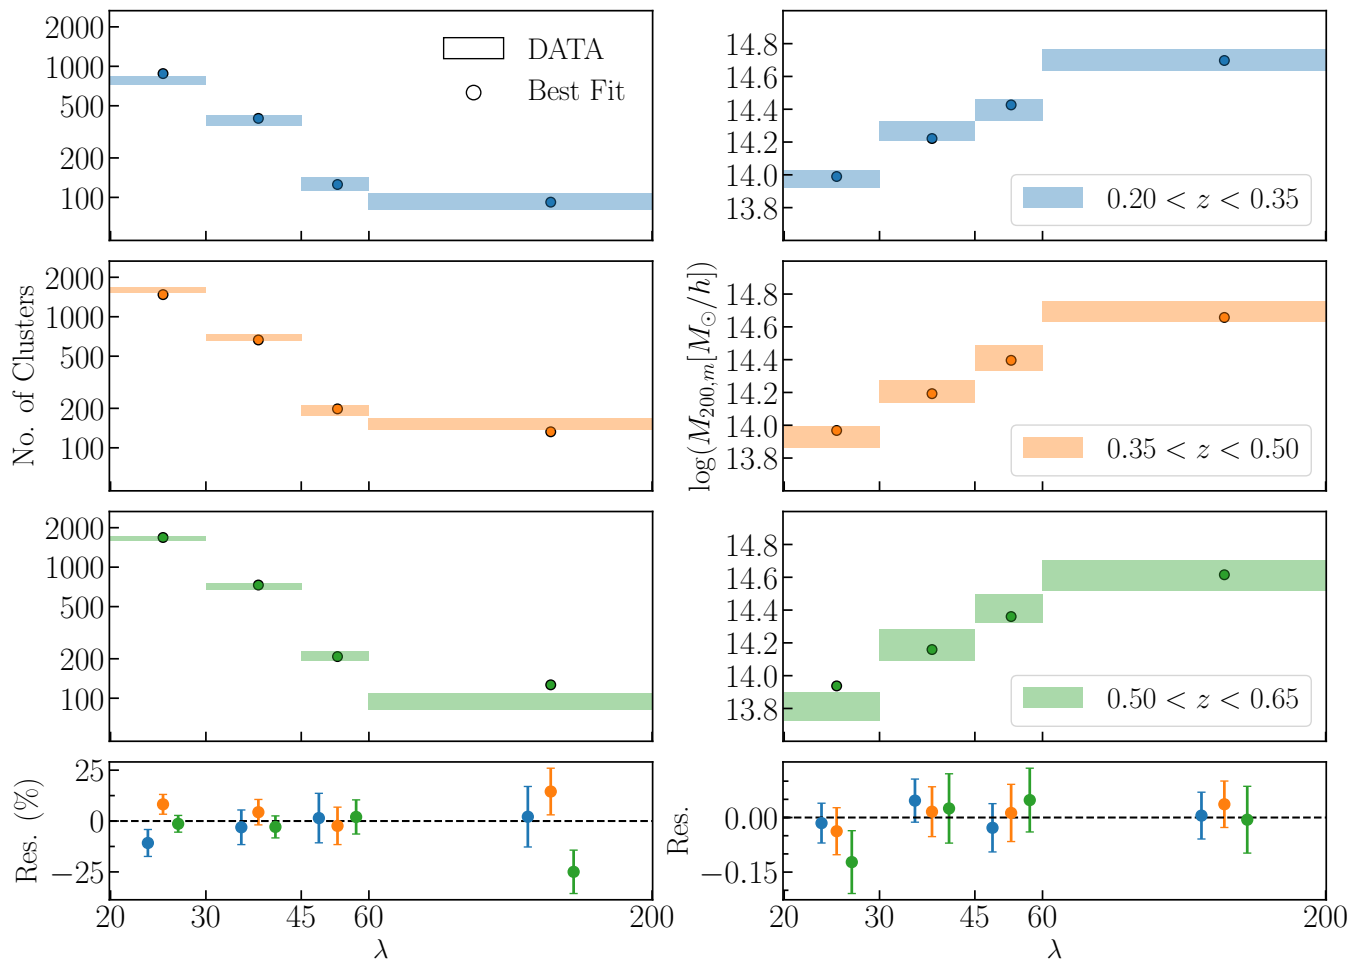 2000
1000
500
200
100
DATA
Best Fit
14.8
14.6
14.4
14.2
14.0
13.8
0.20 < z < 0.35
No. of Clusters
2000
1000
500
200
100
log(M_{200,m}[M_⊙/h])
14.8
14.6
14.4
14.2
14.0
13.8
0.35 < z < 0.50
2000
1000
500
200
100
14.8
14.6
14.4
14.2
14.0
13.8
0.50 < z < 0.65
Res. (%)
25
0
−25
20 30 45 60 200
λ
Res.
0.00
−0.15
20 30 45 60 200
λ